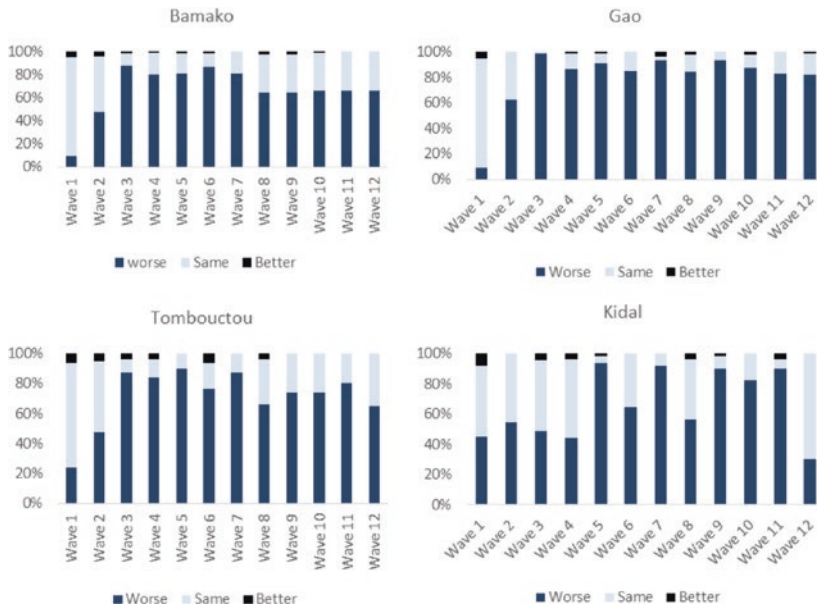 Bamako
100%
80%
60%
40%
20%
0%
Wave 1
Wave 2
Wave 3
Wave 4
Wave 5
Wave 6
Wave 7
Wave 8
Wave 9
Wave 10
Wave 11
Wave 12
worse Same Better
Gao
100%
80%
60%
40%
20%
0%
Wave 1
Wave 2
Wave 3
Wave 4
Wave 5
Wave 6
Wave 7
Wave 8
Wave 9
Wave 10
Wave 11
Wave 12
Worse Same Better
Tombouctou
100%
80%
60%
40%
20%
0%
Wave 1
Wave 2
Wave 3
Wave 4
Wave 5
Wave 6
Wave 7
Wave 8
Wave 9
Wave 10
Wave 11
Wave 12
Worse Same Better
Kidal
100%
80%
60%
40%
20%
0%
Wave 1
Wave 2
Wave 3
Wave 4
Wave 5
Wave 6
Wave 7
Wave 8
Wave 9
Wave 10
Wave 11
Wave 12
Worse Same Better